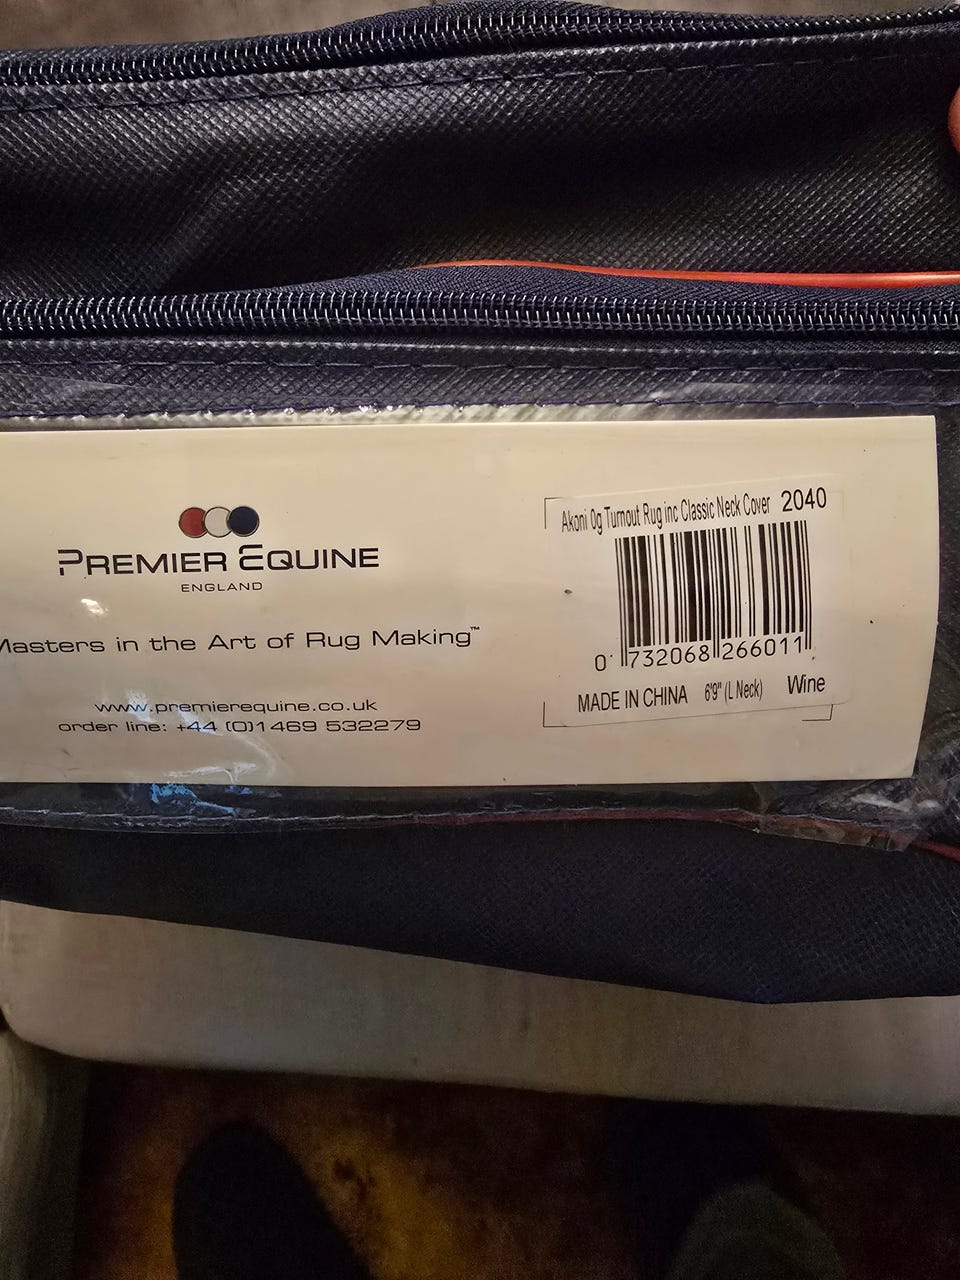 PREMIER EQUINE
ENGLAND
Masters in the Art of Rug Making™
www.premierequine.co.uk
order line: +44 (0)1469 532279
Akoni 0g Turnout Rug inc Classic Neck Cover 2040
0 732068 266011
MADE IN CHINA 6'9" (L Neck) Wine